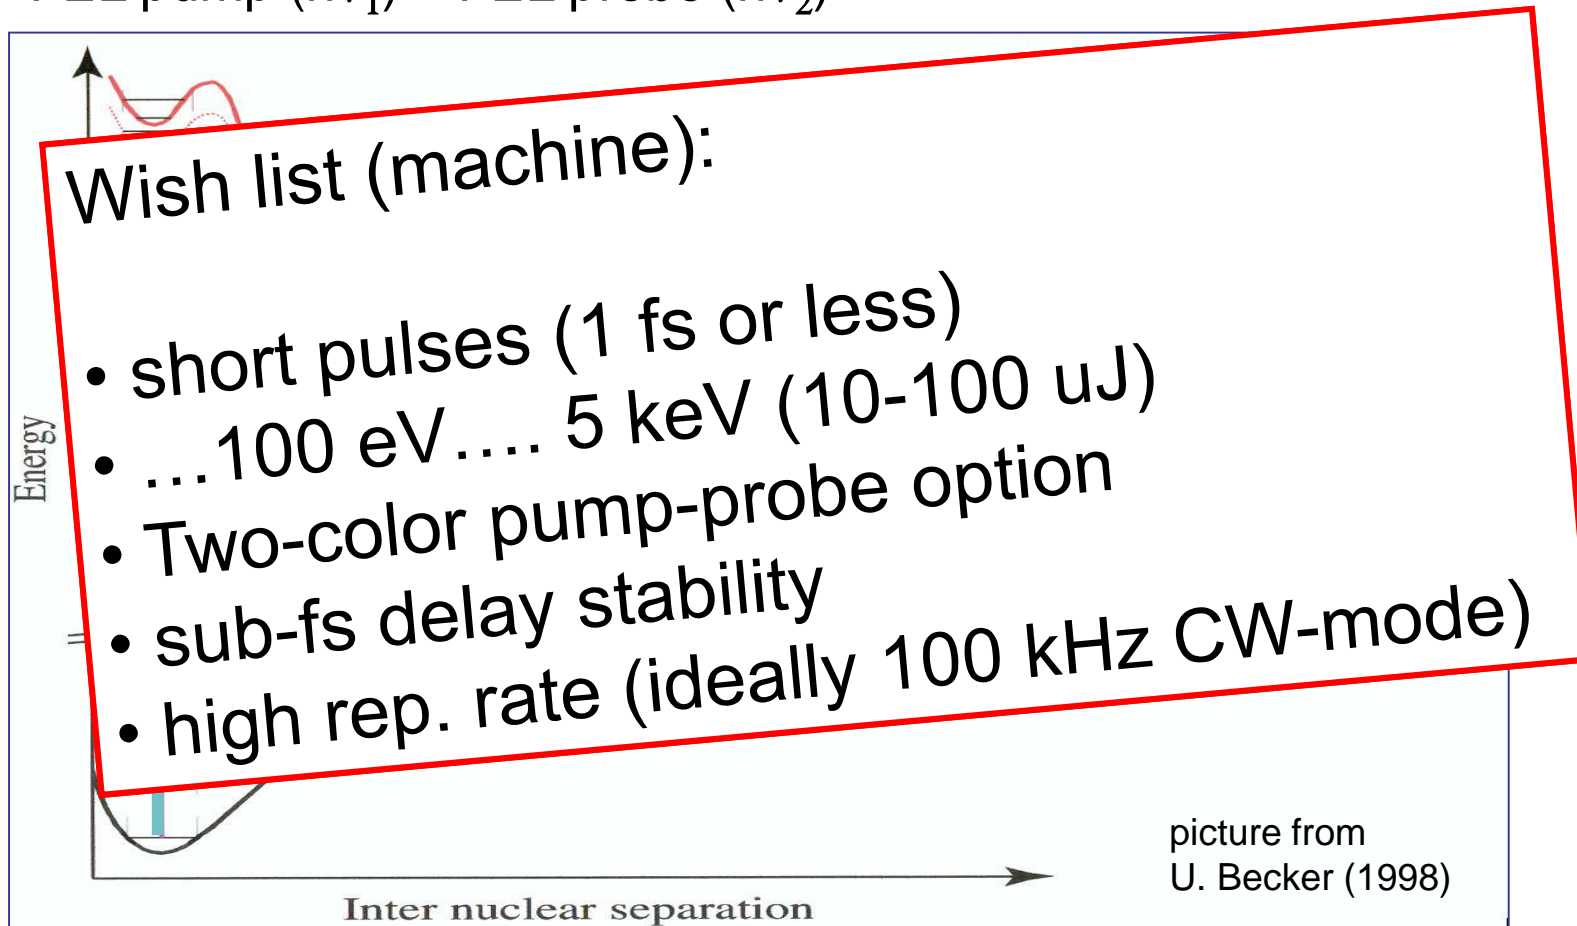 Wish list (machine):
• short pulses (1 fs or less)
• …100 eV…. 5 keV (10-100 uJ)
• Two-color pump-probe option
• sub-fs delay stability
• high rep. rate (ideally 100 kHz CW-mode)
Energy
picture from
U. Becker (1998)
Inter nuclear separation